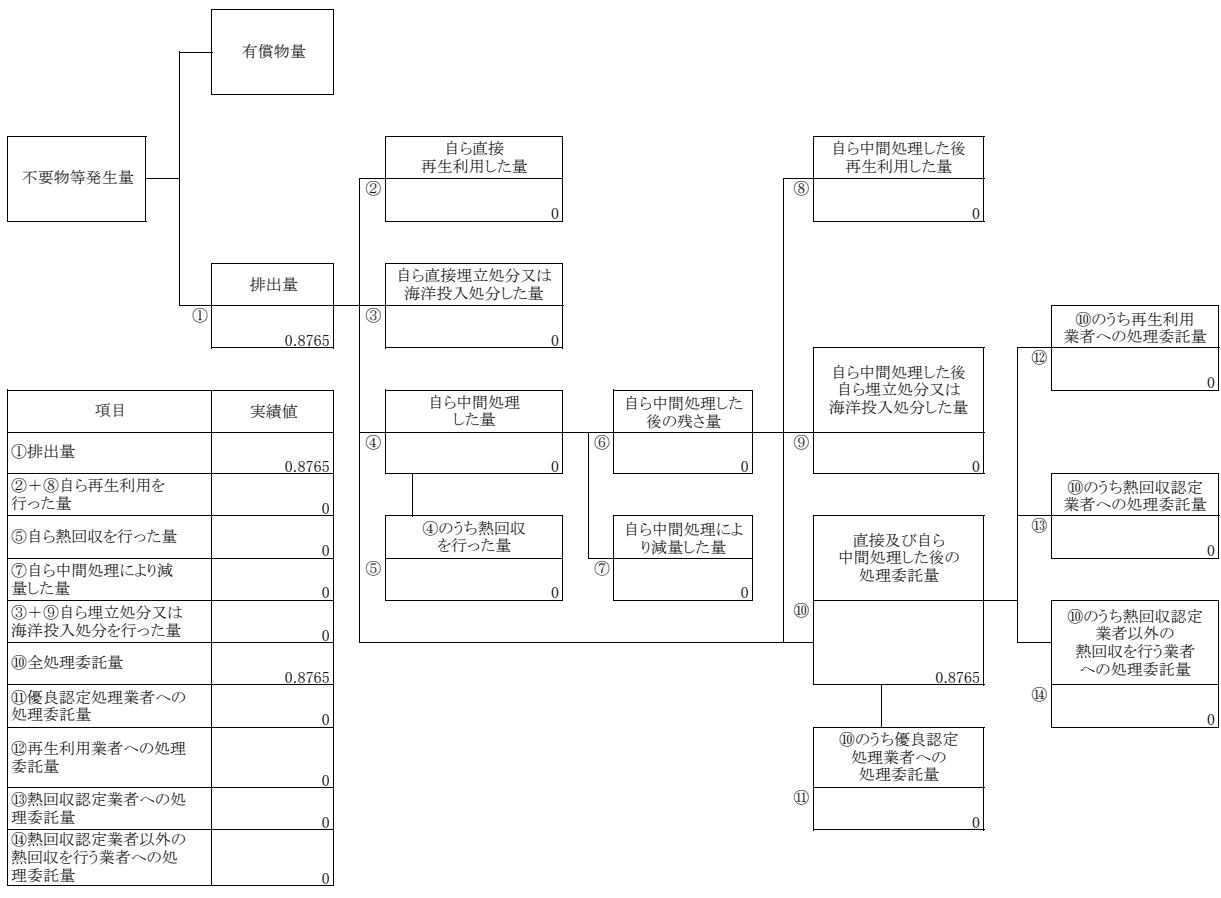 有償物量
不要物等発生量
自ら直接
再生利用した量
②
0
自ら中間処理した後
再生利用した量
⑧
0
排出量
①
0.8765
自ら直接埋立処分又は
海洋投入処分した量
③
0
⑩のうち再生利用
業者への処理委託量
⑫
0
自ら中間処理
した量
④
0
自ら中間処理した
後の残さ量
⑥
0
自ら中間処理した後
自ら埋立処分又は
海洋投入処分した量
⑨
0
④のうち熱回収
を行った量
⑤
0
自ら中間処理によ
り減量した量
⑦
0
直接及び自ら
中間処理した後の
処理委託量
⑩
0.8765
⑩のうち熱回収認定
業者への処理委託量
⑬
0
⑩のうち熱回収認定
業者以外の
熱回収を行う業者
への処理委託量
⑭
0
⑩のうち優良認定
処理業者への
処理委託量
⑪
0
項目 実績値
①排出量
0.8765
②+⑧自ら再生利用を
行った量
0
⑤自ら熱回収を行った量
0
⑦自ら中間処理により減
量した量
0
③+⑨自ら埋立処分又は
海洋投入処分を行った量
0
⑩全処理委託量
0.8765
⑪優良認定処理業者への
処理委託量
0
⑫再生利用業者への処理
委託量
0
⑬熱回収認定業者への処
理委託量
0
⑭熱回収認定業者以外の
熱回収を行う業者への処
理委託量
0